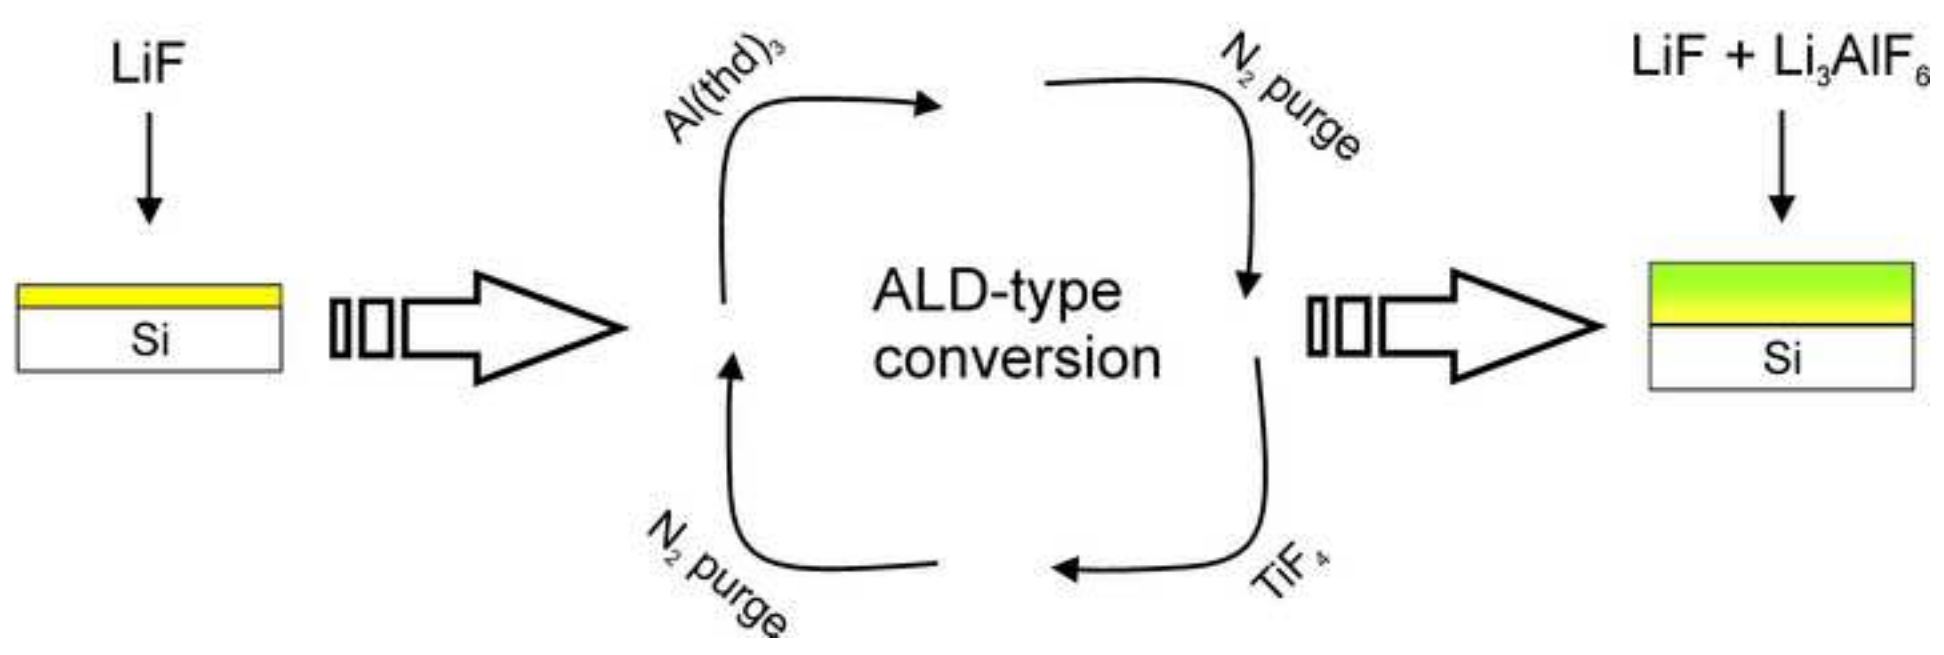 LiF
Si
Al(thd)₃
N₂ purge
ALD-type
conversion
TiF₄
N₂ purge
LiF + Li₃AlF₆
Si